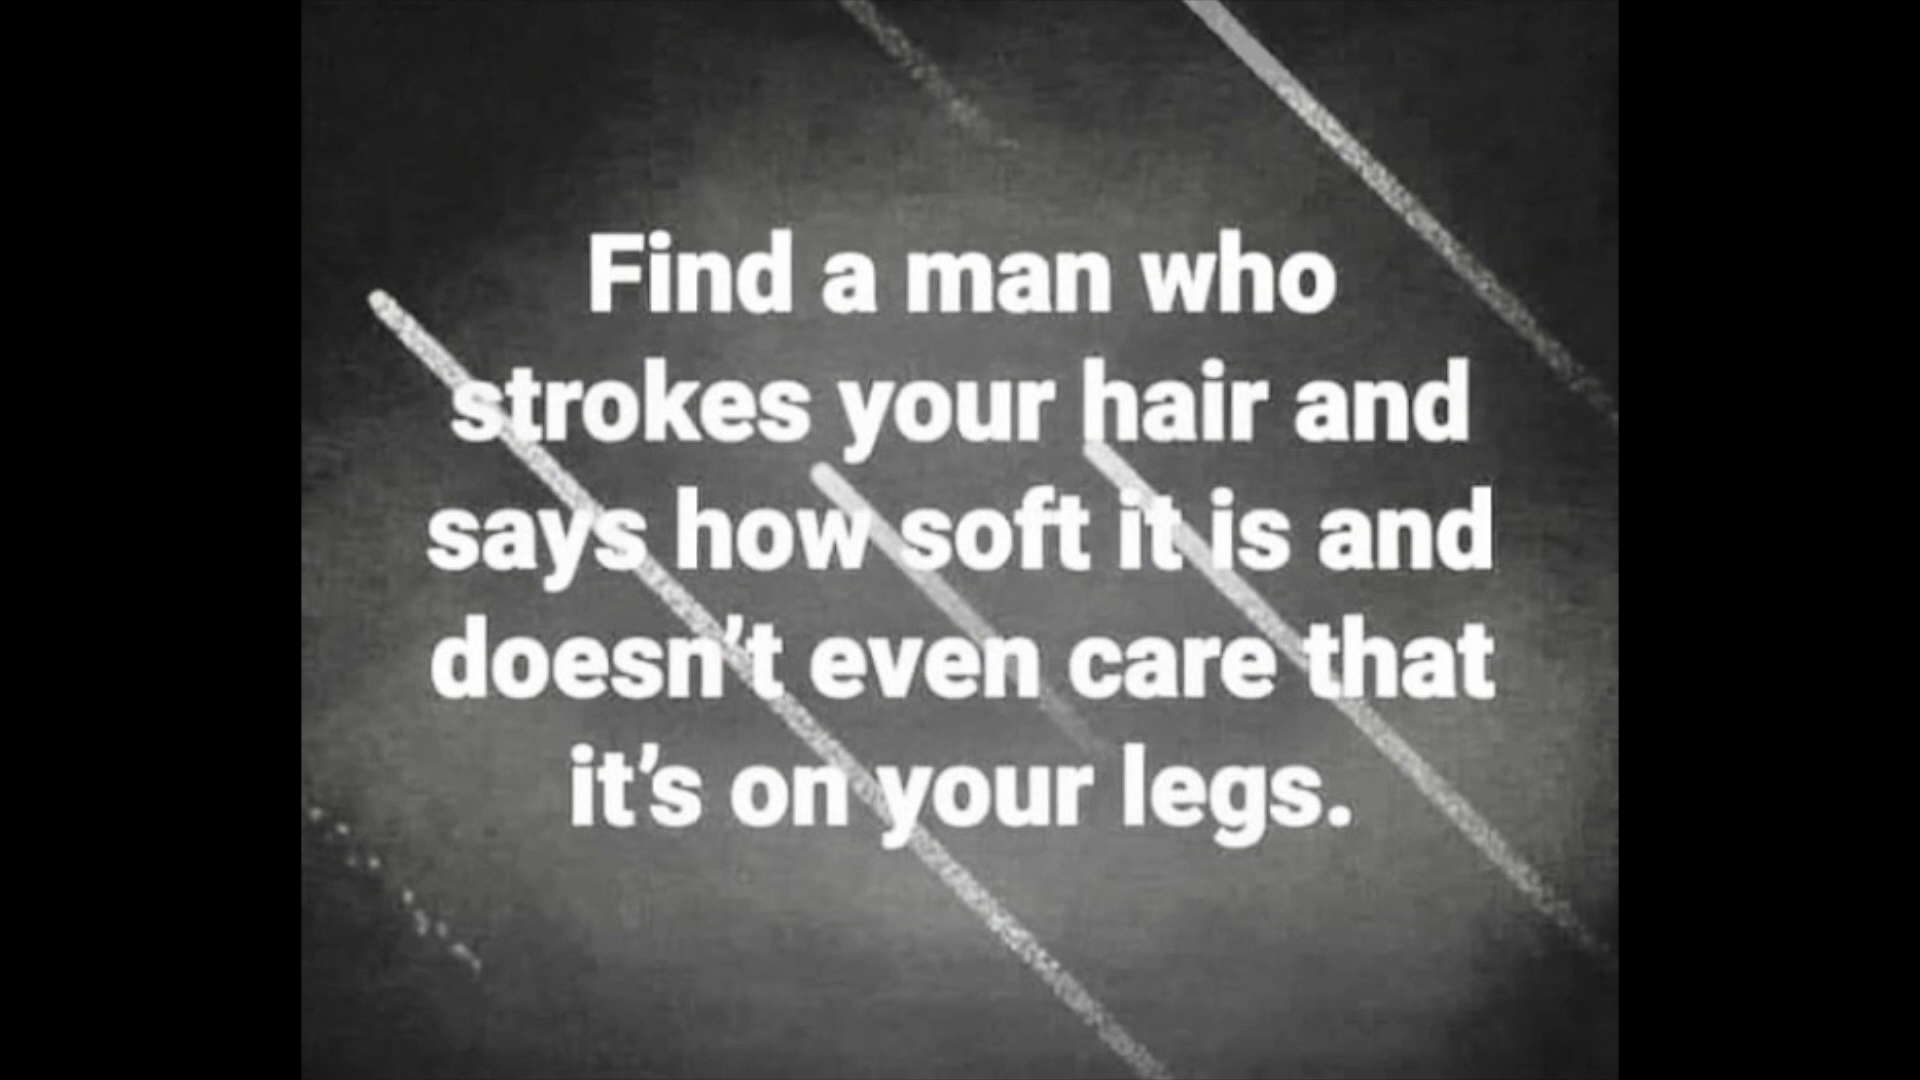 Find a man who
strokes your hair and
says how soft it is and
doesn’t even care that
it’s on your legs.